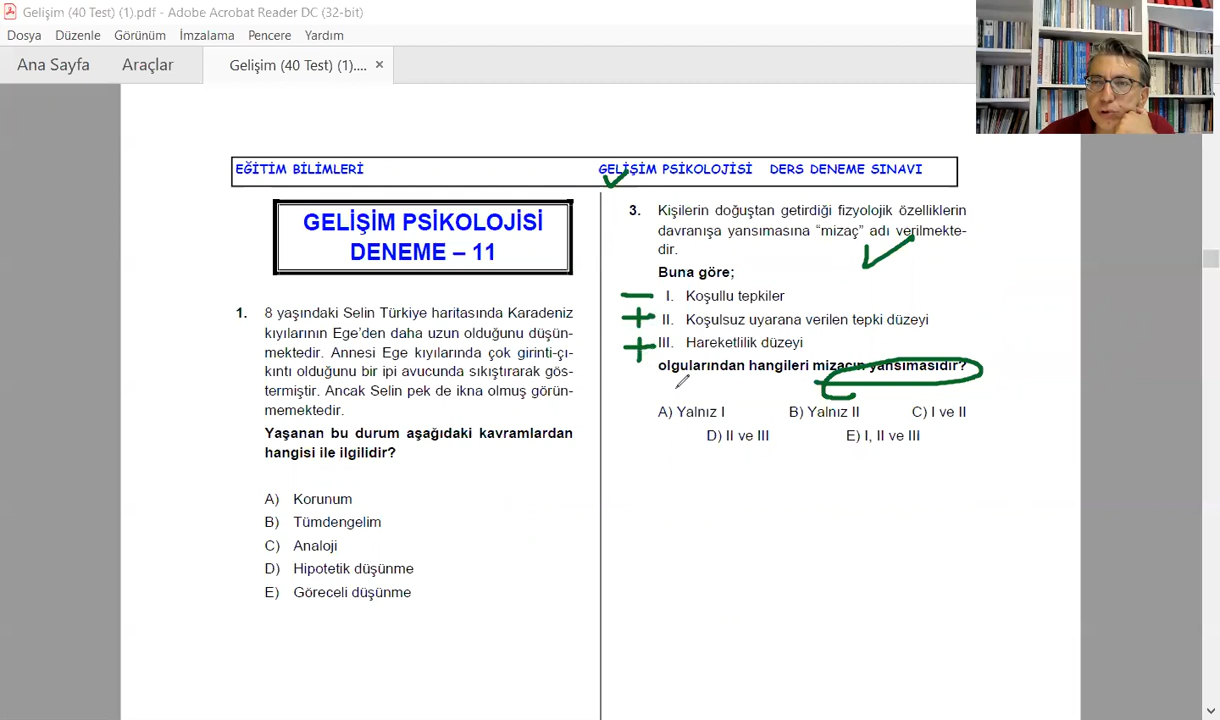 Gelişim (40 Test) (1).pdf - Adobe Acrobat Reader DC (32-bit)
Dosya Düzenle Görünüm İmzalama Pencere Yardım
Ana Sayfa Araçlar Gelişim (40 Test) (1).... ×
EĞİTİM BİLİMLERİ GELİŞİM PSİKOLOJİSİ DERS DENEME SINAVI
GELİŞİM PSİKOLOJİSİ
DENEME – 11
1. 8 yaşındaki Selin Türkiye haritasında Karadeniz
kıyılarının Ege'den daha uzun olduğunu düşün-
mektedir. Annesi Ege kıyılarında çok girinti-çı-
kıntı olduğunu bir ipi avucunda sıkıştırarak gös-
termiştir. Ancak Selin pek de ikna olmuş görün-
memektedir.
Yaşanan bu durum aşağıdaki kavramlardan
hangisi ile ilgilidir?
A) Korunum
B) Tümdengelim
C) Analoji
D) Hipotetik düşünme
E) Göreceli düşünme
3. Kişilerin doğuştan getirdiği fizyolojik özelliklerin
davranışa yansımasına “mizaç” adı verilmekte-
dir.
Buna göre;
I. Koşullu tepkiler
II. Koşulsuz uyarana verilen tepki düzeyi
III. Hareketlilik düzeyi
olgularından hangileri mizacın yansımasıdır?
A) Yalnız I B) Yalnız II C) I ve II
D) II ve III E) I, II ve III